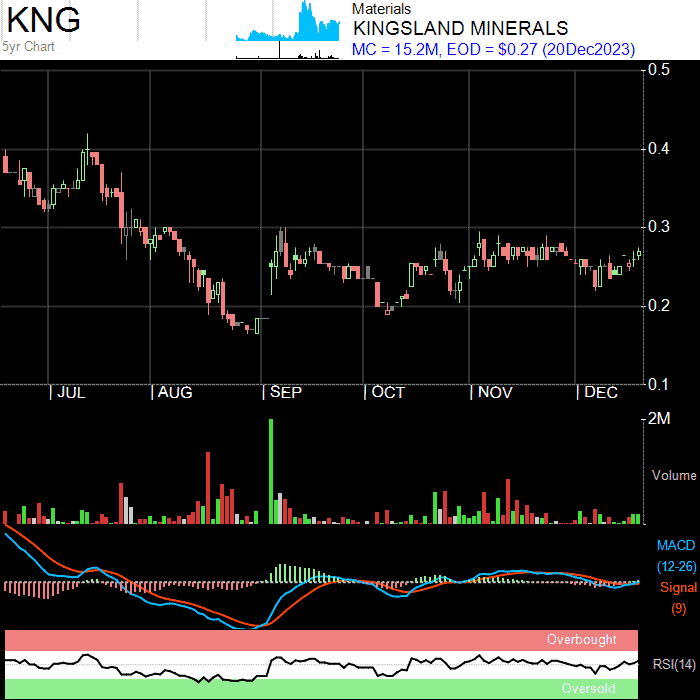 KNG
5yr Chart
Materials
KINGSLAND MINERALS
MC = 15.2M, EOD = $0.27 (20Dec2023)
0.5
0.4
0.3
0.2
0.1
JUL AUG SEP OCT NOV DEC
2M
Volume
MACD
(12-26)
Signal
(9)
Overbought
RSI(14)
Oversold